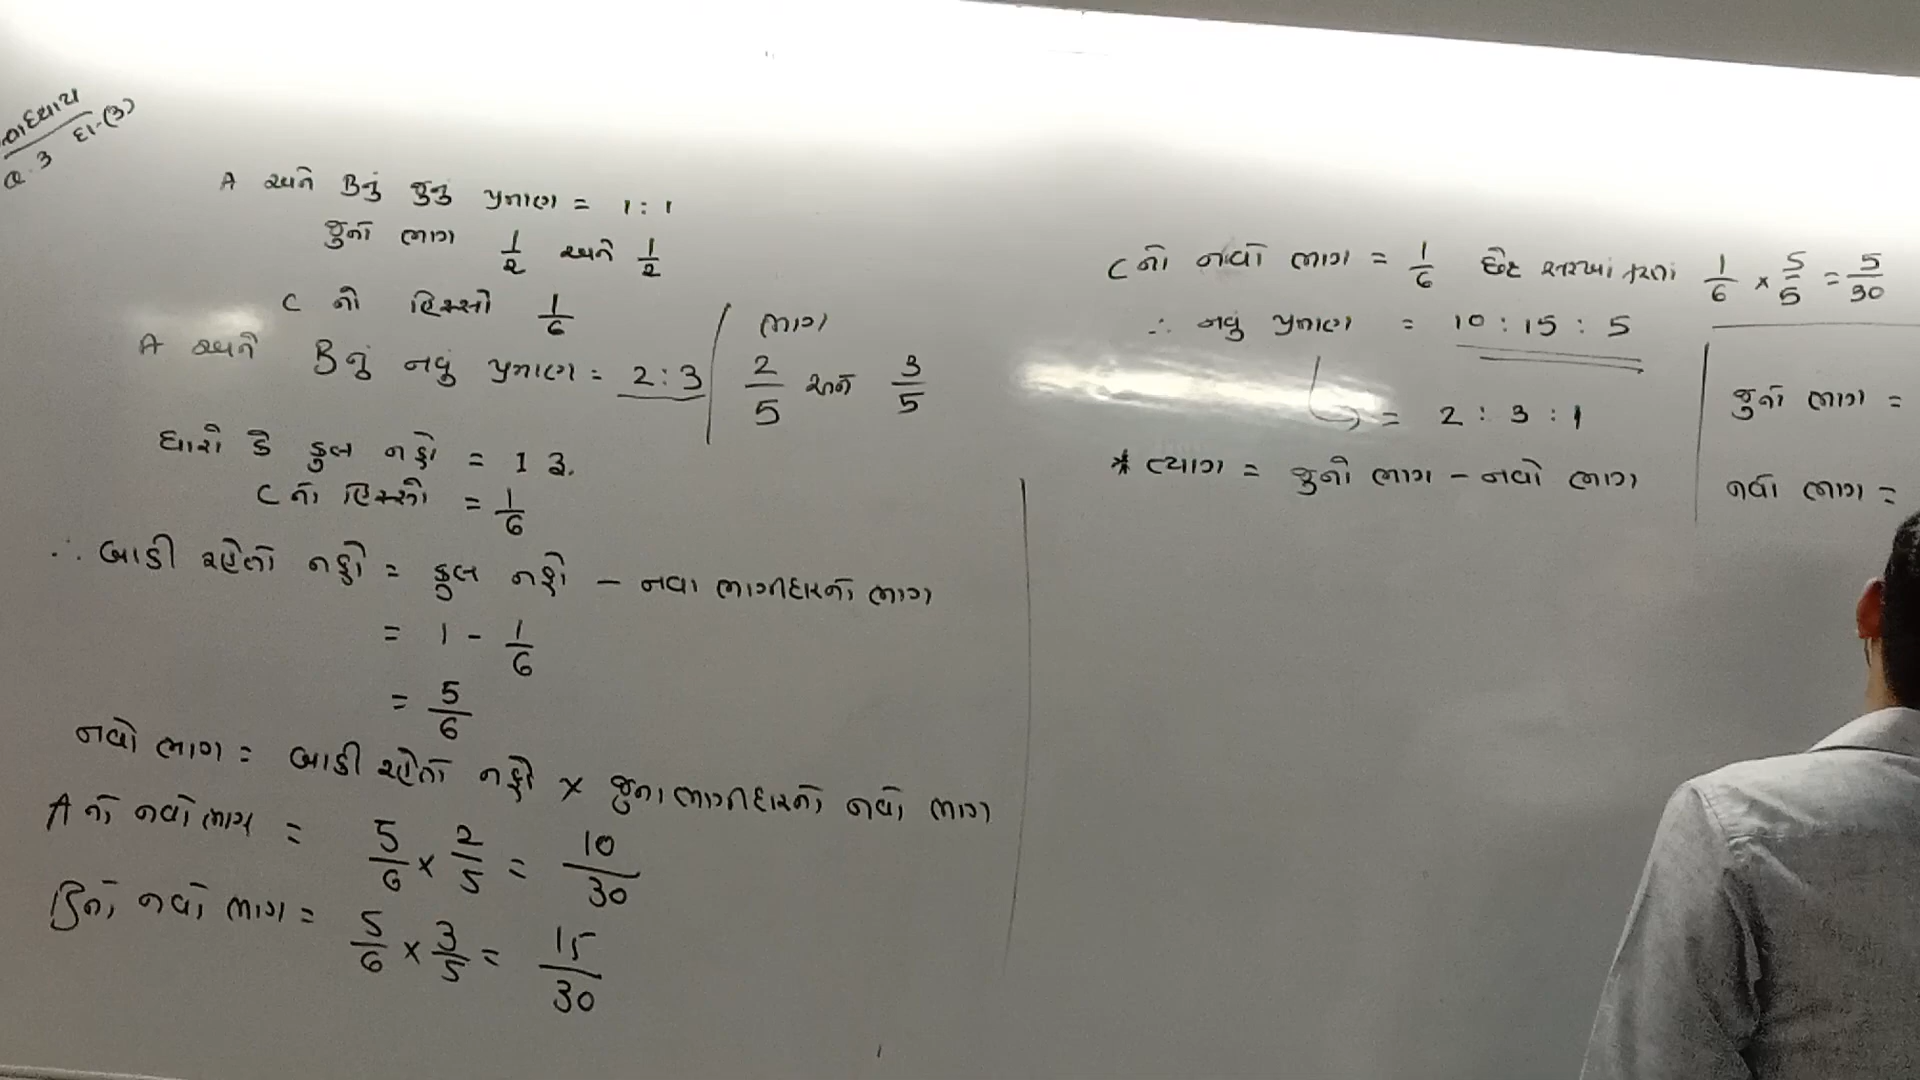 સ્વાધ્યાય
Q. 3 દા-(3)
A અને Bનું જુનું પ્રમાણ = 1 : 1
જુનો ભાગ 1/2 અને 1/2
C નો હિસ્સો 1/6
A અને Bનું નવું પ્રમાણ = 2:3
ભાગ
2/5 અને 3/5
ધારો કે કુલ નફો = 1 રૂ.
C નો હિસ્સો = 1/6
∴ બાકી રહેલો નફો = કુલ નફો – નવા ભાગીદારનો ભાગ
= 1 - 1/6
= 5/6
નવો ભાગ = બાકી રહેલો નફો × જુના ભાગીદારનો નવો ભાગ
A નો નવો ભાગ = 5/6 × 2/5 = 10/30
Bનો નવો ભાગ = 5/6 × 3/5 = 15/30
C નો નવો ભાગ = 1/6 છેદ સરખાં કરતાં 1/6 × 5/5 = 5/30
∴ નવું પ્રમાણ = 10 : 15 : 5
= 2 : 3 : 1
* ત્યાગ = જુનો ભાગ – નવો ભાગ
જુનો ભાગ =
નવો ભાગ =